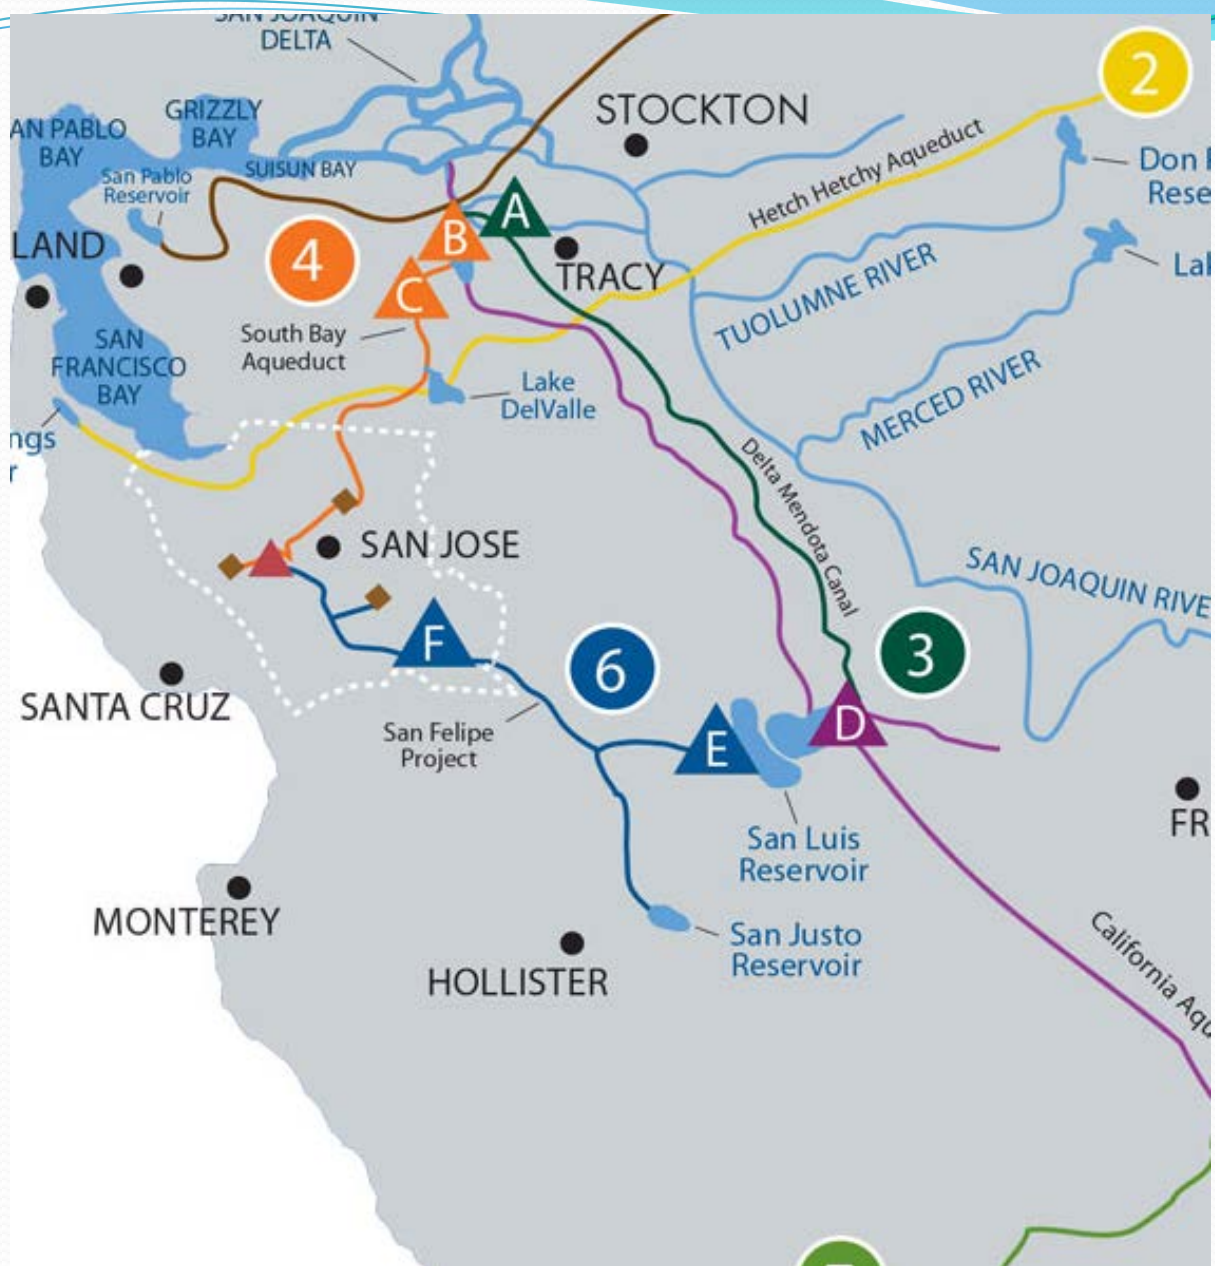 SAN JOAQUIN
DELTA
2
STOCKTON
GRIZZLY
BAY
AN PABLO
BAY
SUISUN BAY
San Pablo
Reservoir
Hetch Hetchy Aqueduct
Don
Rese
LAND
4
A
B
C
TRACY
TUOLUMNE RIVER
South Bay
Aqueduct
SAN
FRANCISCO
BAY
Lake
DelValle
MERCED RIVER
ngs
r
Delta Mendota Canal
SAN JOSE
SAN JOAQUIN RIVE
F
6
3
SANTA CRUZ
San Felipe
Project
E
D
FR
San Luis
Reservoir
MONTEREY
San Justo
Reservoir
HOLLISTER
California Aqu